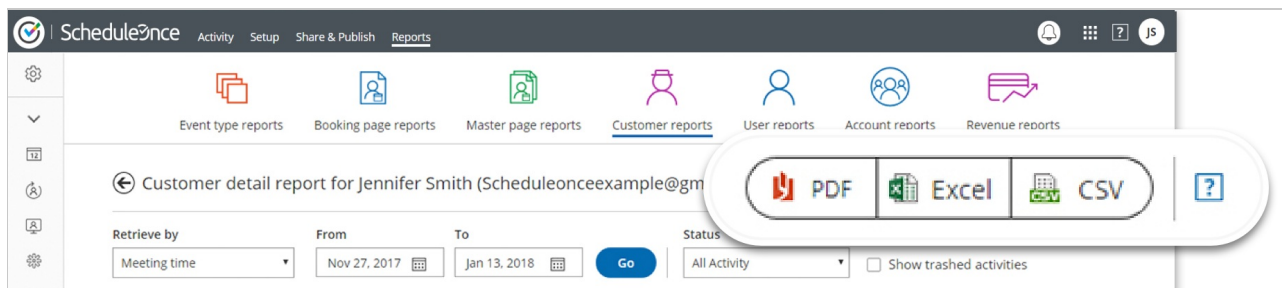 ScheduleOnce Activity Setup Share & Publish Reports ? JS
Event type reports Booking page reports Master page reports Customer reports User reports Account reports Revenue reports
12
Customer detail report for Jennifer Smith (Scheduleonceexample@gm
PDF Excel CSV CSV ?
Retrieve by From To Status
Meeting time Nov 27, 2017 Jan 13, 2018 Go All Activity Show trashed activities